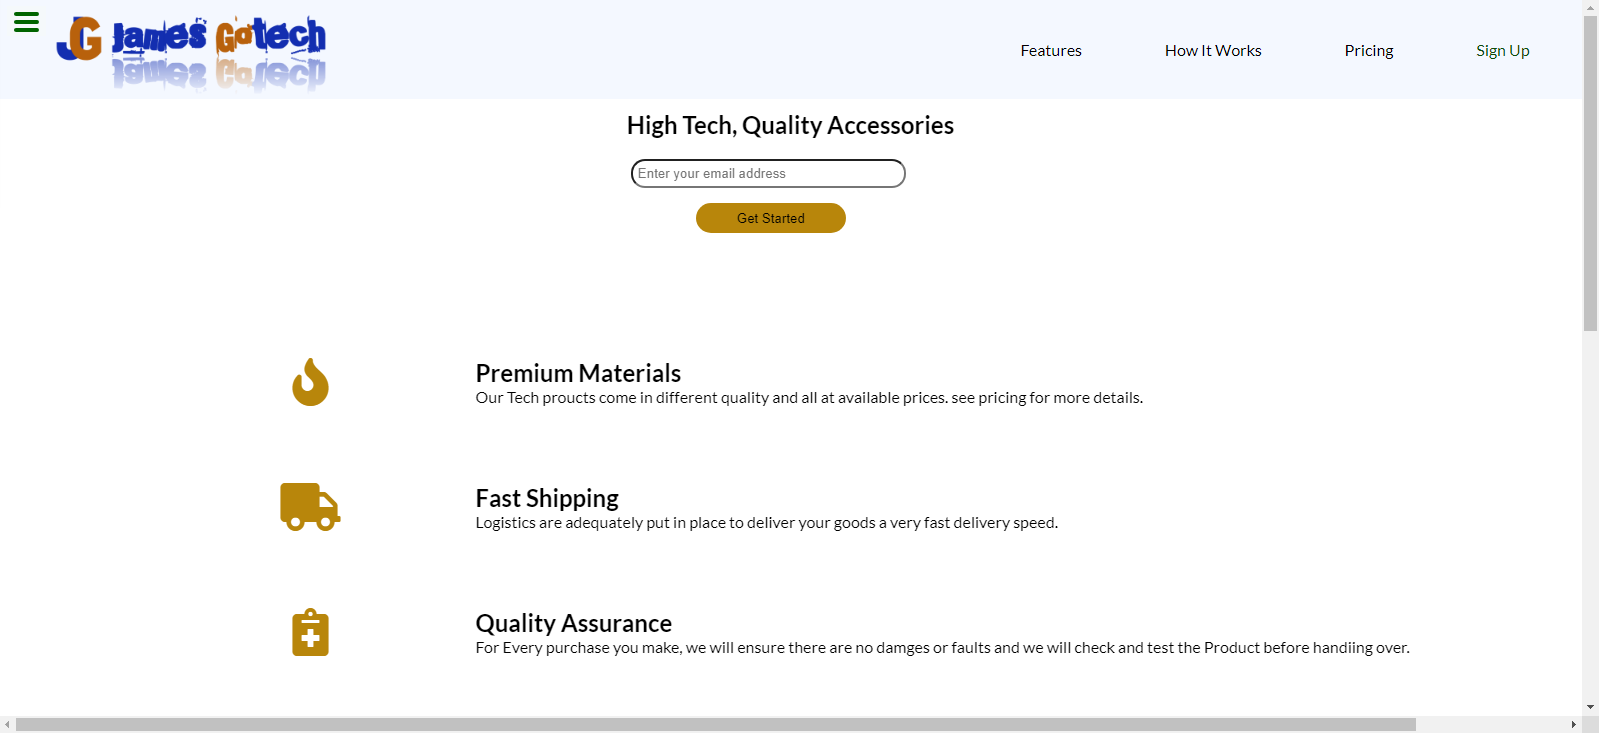 JG James Gotech
Features
How It Works
Pricing
Sign Up
High Tech, Quality Accessories
Enter your email address
Get Started
Premium Materials
Our Tech proucts come in different quality and all at available prices. see pricing for more details.
Fast Shipping
Logistics are adequately put in place to deliver your goods a very fast delivery speed.
Quality Assurance
For Every purchase you make, we will ensure there are no damges or faults and we will check and test the Product before handiing over.